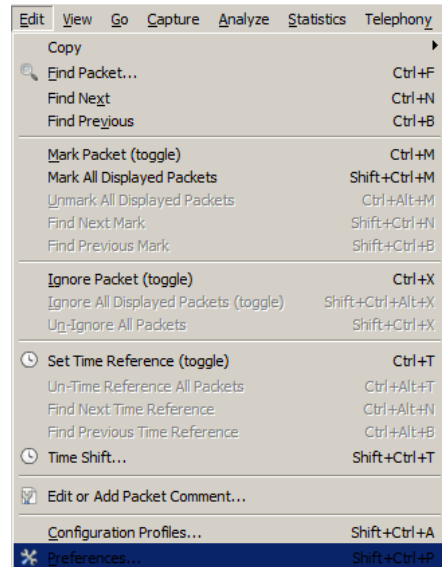 Edit View Go Capture Analyze Statistics Telephony
Copy
Find Packet... Ctrl+F
Find Next Ctrl+N
Find Previous Ctrl+B
Mark Packet (toggle) Ctrl+M
Mark All Displayed Packets Shift+Ctrl+M
Unmark All Displayed Packets Ctrl+Alt+M
Find Next Mark Shift+Ctrl+N
Find Previous Mark Shift+Ctrl+B
Ignore Packet (toggle) Ctrl+X
Ignore All Displayed Packets (toggle) Shift+Ctrl+Alt+X
Un-Ignore All Packets Shift+Ctrl+X
Set Time Reference (toggle) Ctrl+T
Un-Time Reference All Packets Ctrl+Alt+T
Find Next Time Reference Ctrl+Alt+N
Find Previous Time Reference Ctrl+Alt+B
Time Shift... Shift+Ctrl+T
Edit or Add Packet Comment...
Configuration Profiles... Shift+Ctrl+A
Preferences... Shift+Ctrl+P